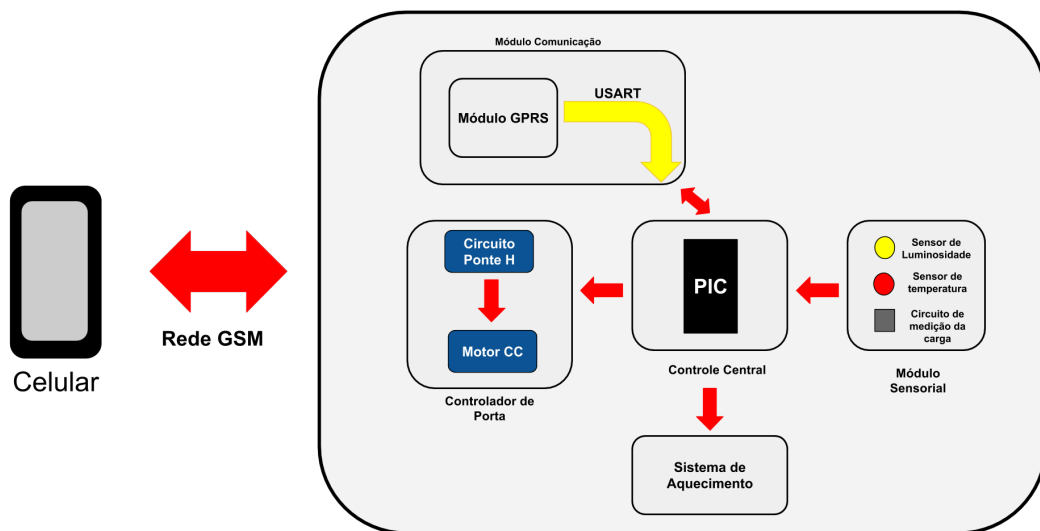 Módulo Comunicação
USART
Módulo GPRS
Circuito
Ponte H
Motor CC
Controlador de
Porta
PIC
Controle Central
Sensor de
Luminosidade
Sensor de
temperatura
Circuito de
medição da
carga
Módulo
Sensorial
Rede GSM
Celular
Sistema de
Aquecimento